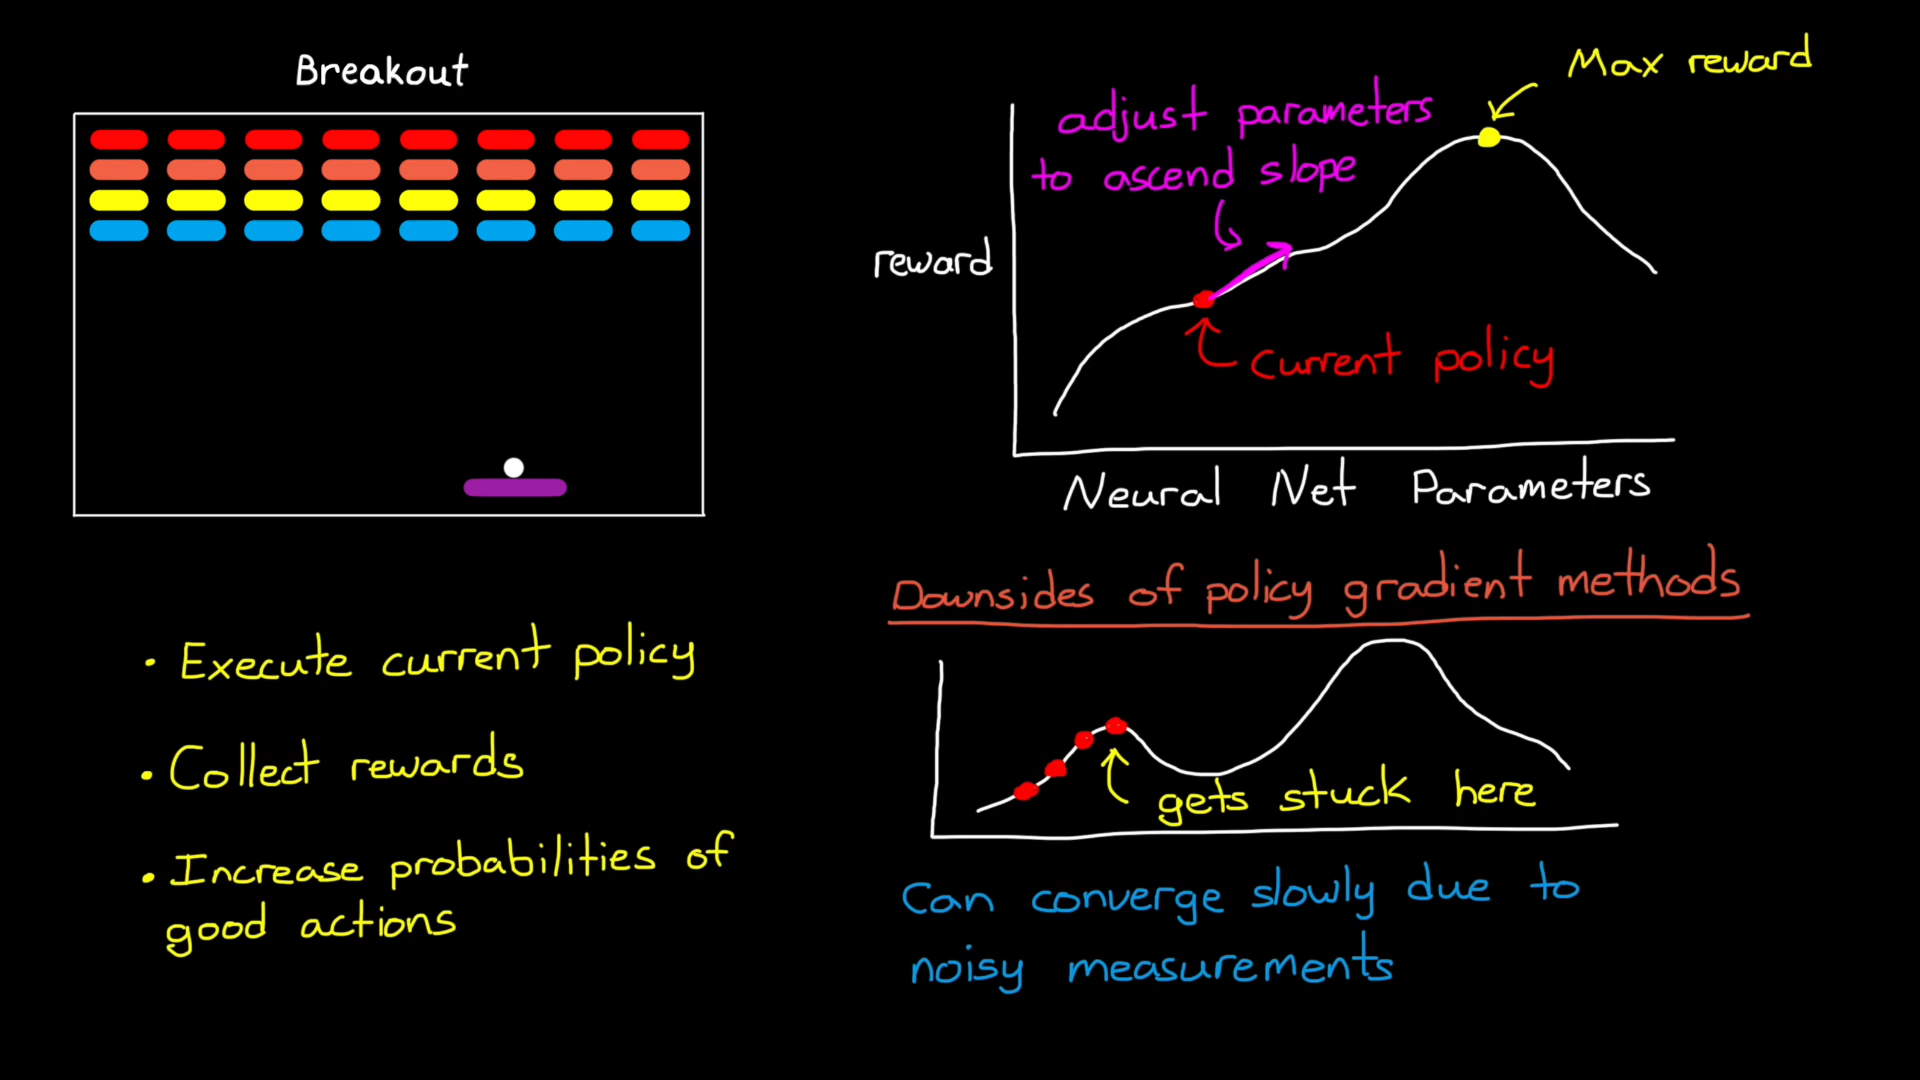 Breakout
• Execute current policy
• Collect rewards
• Increase probabilities of
good actions
Max reward
adjust parameters
to ascend slope
reward
Current policy
Neural Net Parameters
Downsides of policy gradient methods
gets stuck here
Can converge slowly due to
noisy measurements